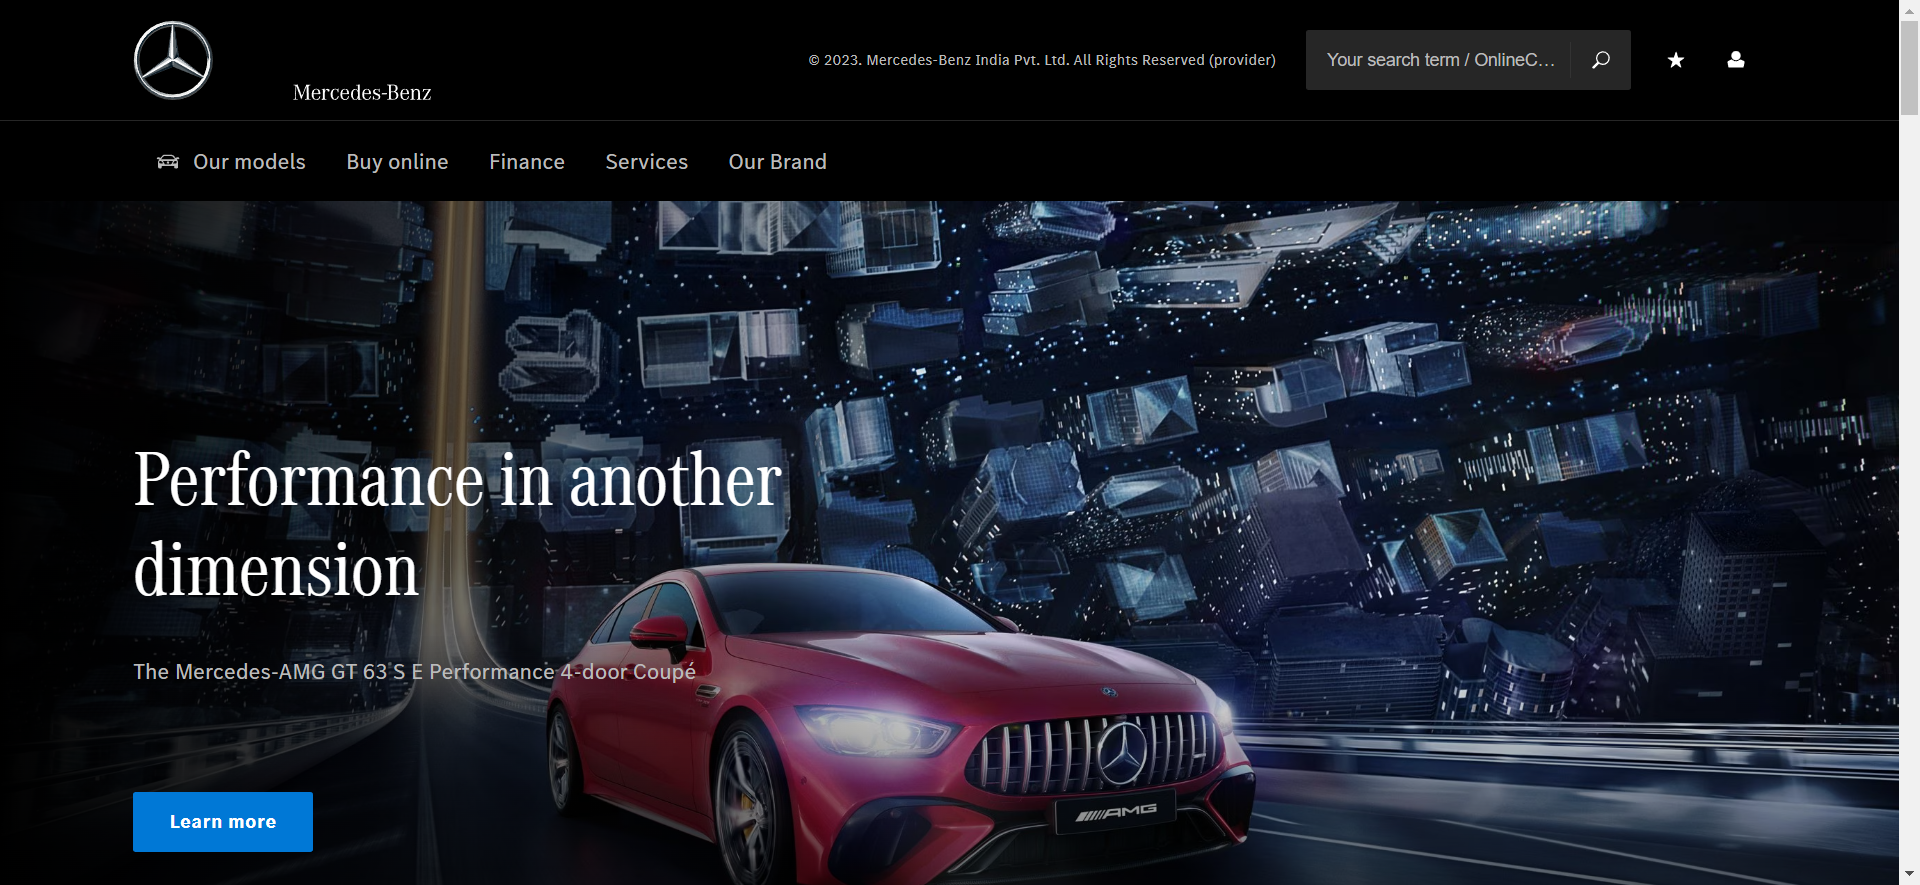 © 2023. Mercedes-Benz India Pvt. Ltd. All Rights Reserved (provider)
Your search term / OnlineC...
Mercedes-Benz
Our models
Buy online
Finance
Services
Our Brand
Performance in another
dimension
The Mercedes-AMG GT 63 S E Performance 4-door Coupé
AMG
Learn more